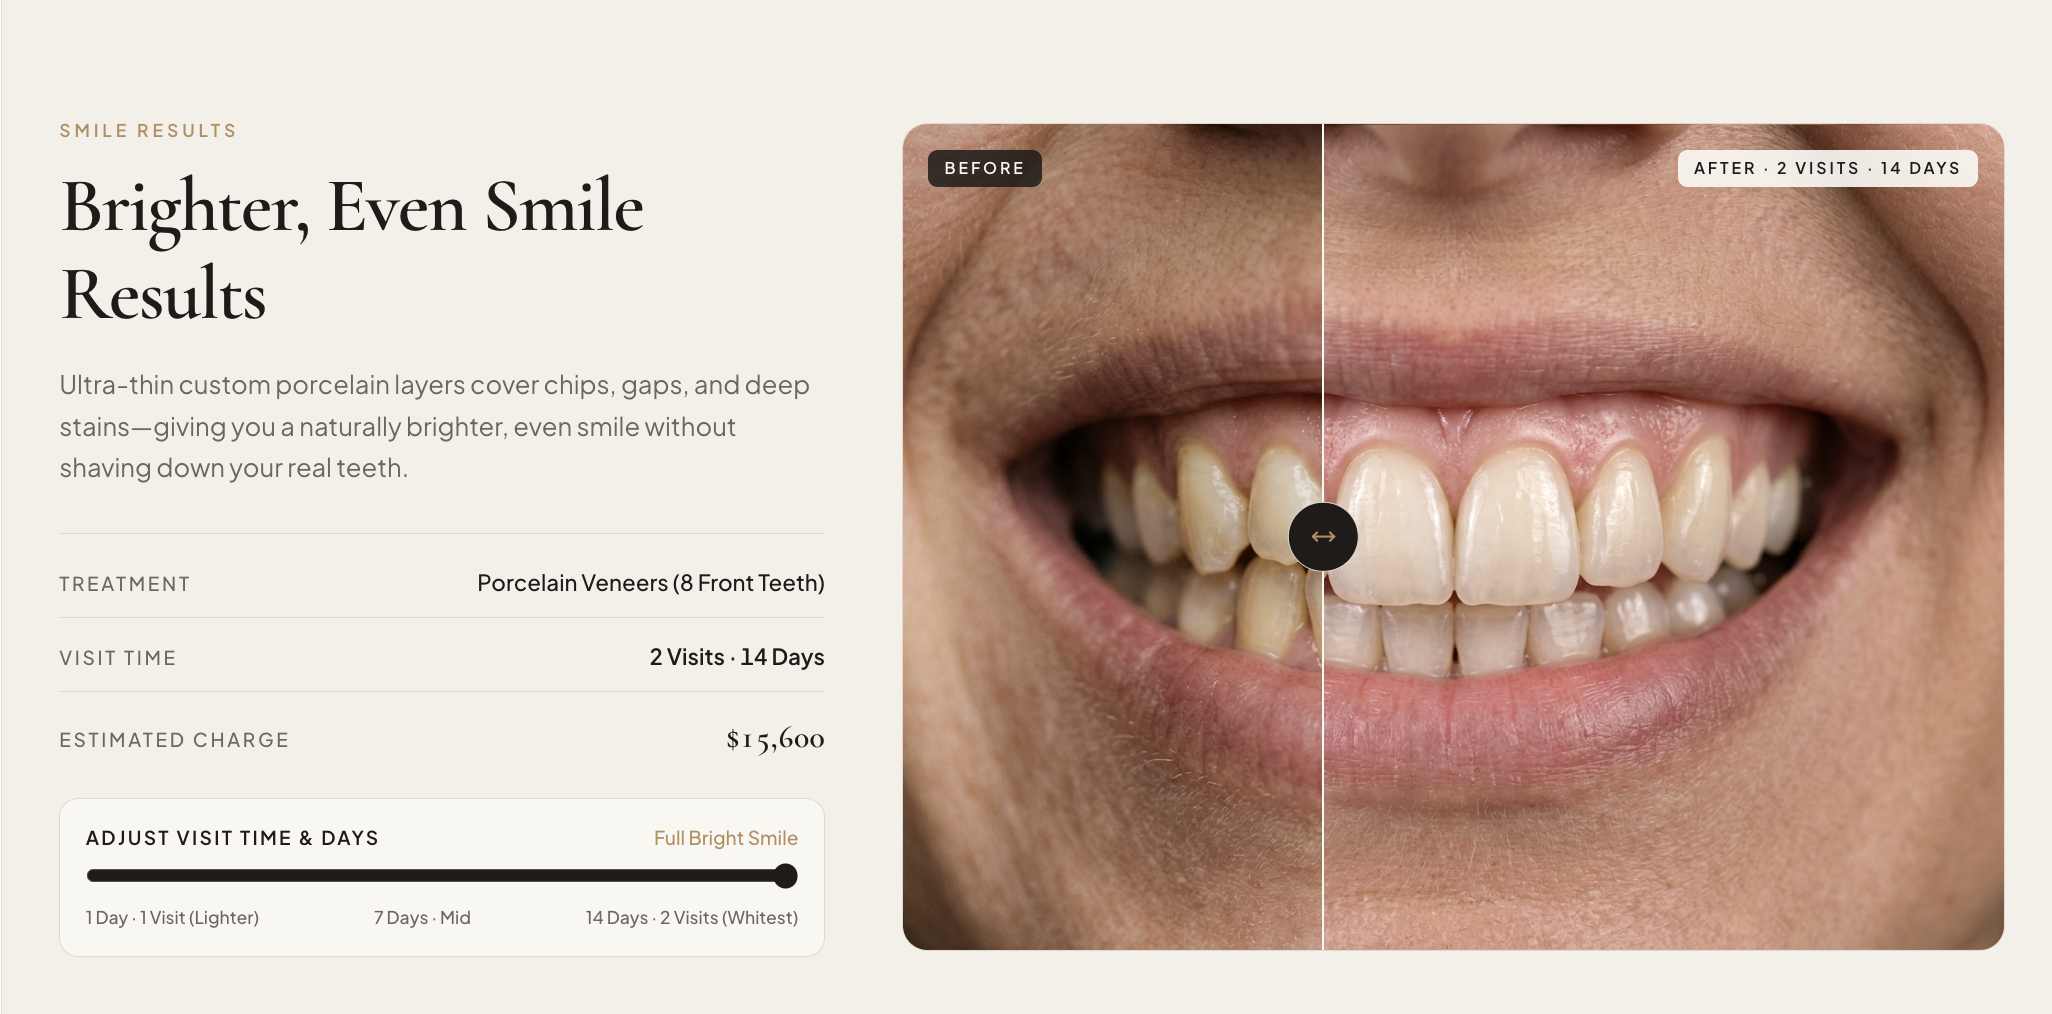 SMILE RESULTS
Brighter, Even Smile
Results
Ultra-thin custom porcelain layers cover chips, gaps, and deep
stains—giving you a naturally brighter, even smile without
shaving down your real teeth.
TREATMENT Porcelain Veneers (8 Front Teeth)
VISIT TIME 2 Visits · 14 Days
ESTIMATED CHARGE $15,600
ADJUST VISIT TIME & DAYS Full Bright Smile
1 Day · 1 Visit (Lighter) 7 Days · Mid 14 Days · 2 Visits (Whitest)
BEFORE
AFTER · 2 VISITS · 14 DAYS